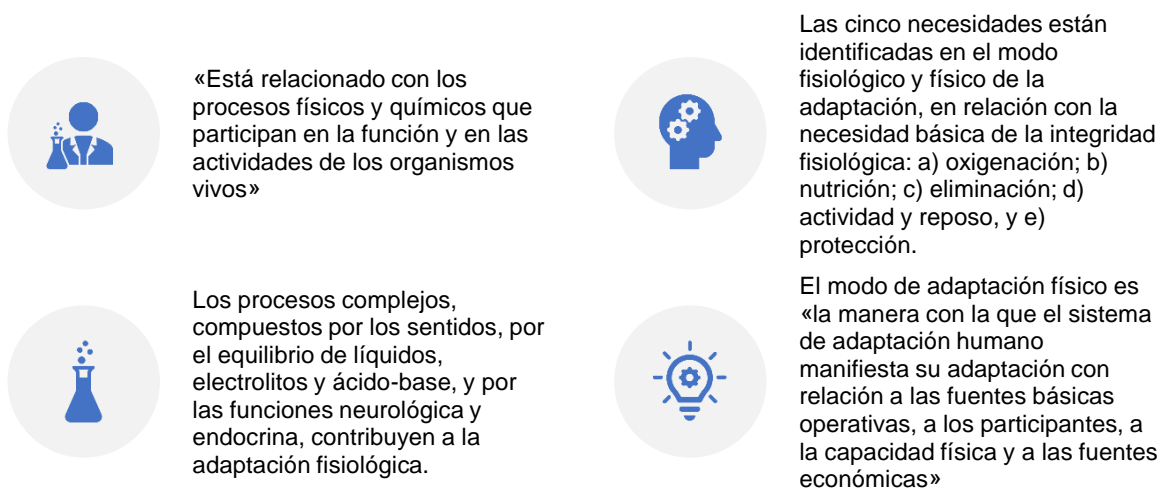 «Está relacionado con los
procesos físicos y químicos que
participan en la función y en las
actividades de los organismos
vivos»
Las cinco necesidades están
identificadas en el modo
fisiológico y físico de la
adaptación, en relación con la
necesidad básica de la integridad
fisiológica: a) oxigenación; b)
nutrición; c) eliminación; d)
actividad y reposo, y e)
protección.
Los procesos complejos,
compuestos por los sentidos, por
el equilibrio de líquidos,
electrolitos y ácido-base, y por
las funciones neurológica y
endocrina, contribuyen a la
adaptación fisiológica.
El modo de adaptación físico es
«la manera con la que el sistema
de adaptación humano
manifiesta su adaptación con
relación a las fuentes básicas
operativas, a los participantes, a
la capacidad física y a las fuentes
económicas»